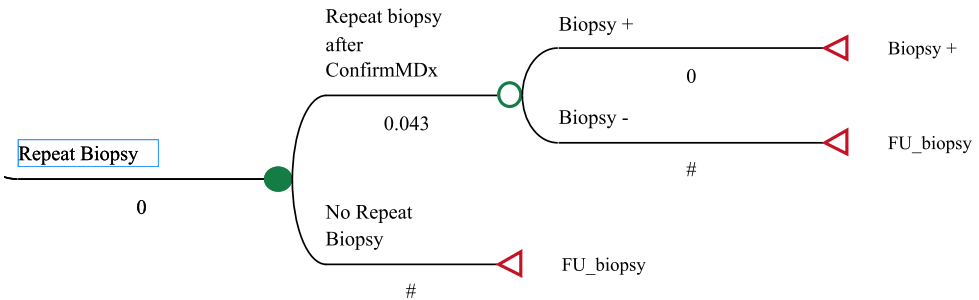 Repeat Biopsy
0
Repeat biopsy
after
ConfirmMDx
0.043
Biopsy +
0
Biopsy +
Biopsy -
#
FU_biopsy
No Repeat
Biopsy
#
FU_biopsy